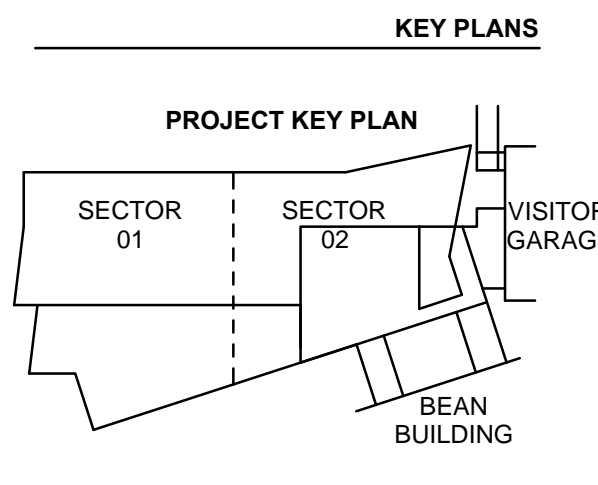 KEY PLANS
PROJECT KEY PLAN
SECTOR
01
SECTOR
02
VISITOR
GARAG
BEAN
BUILDING